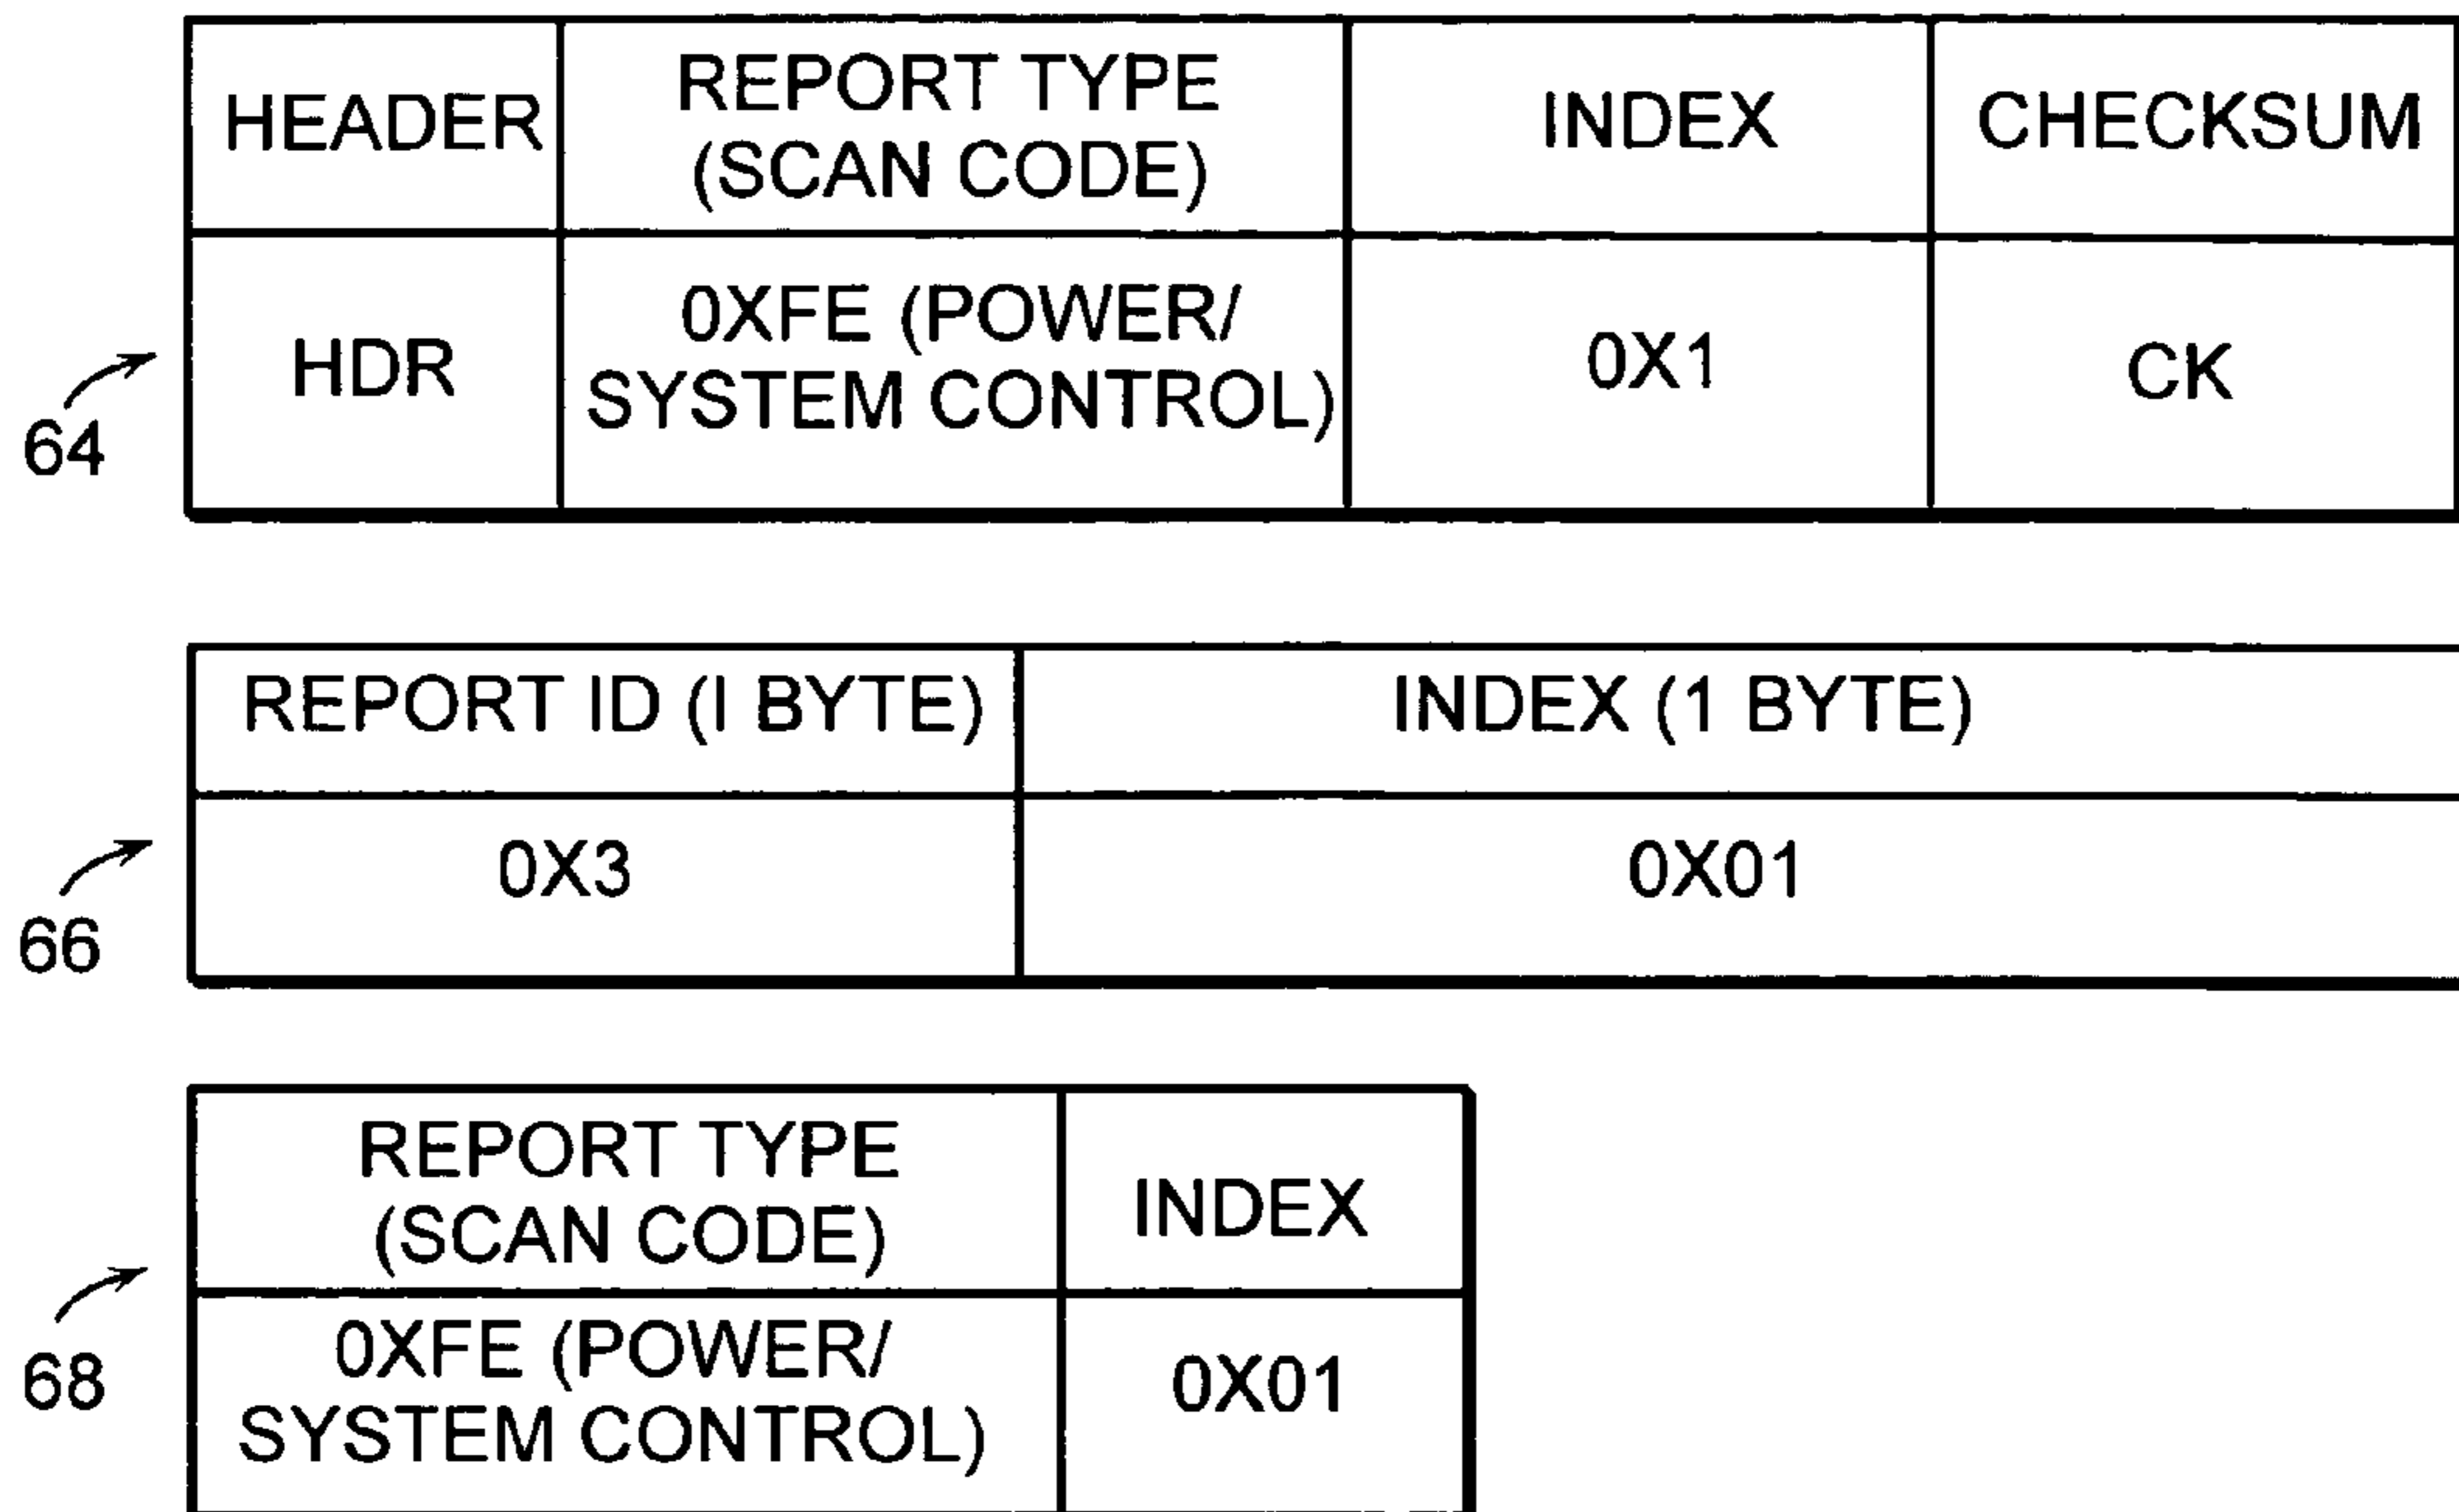 HEADER
REPORT TYPE
(SCAN CODE)
INDEX
CHECKSUM
HDR
0XFE (POWER/
SYSTEM CONTROL)
0X1
CK
64
REPORT ID (I BYTE)
INDEX (1 BYTE)
0X3
0X01
66
REPORT TYPE
(SCAN CODE)
INDEX
0XFE (POWER/
SYSTEM CONTROL)
0X01
68